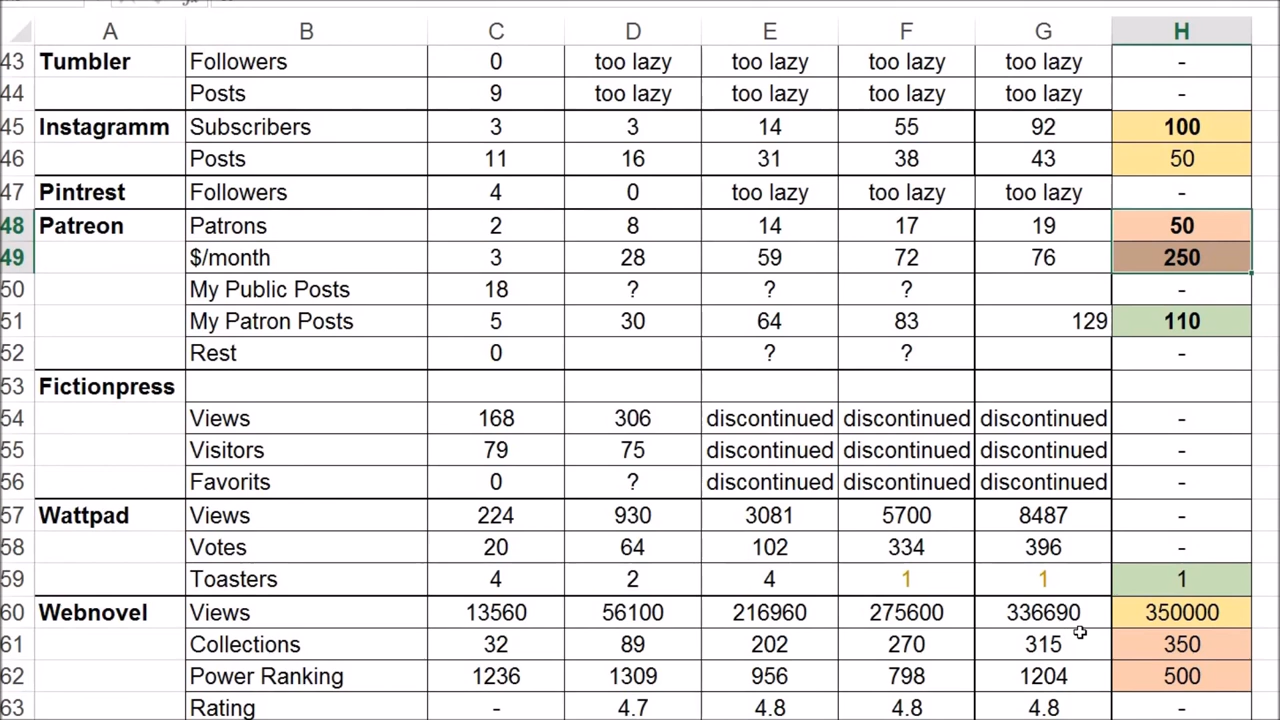 A B C D E F G H
43 Tumbler Followers 0 too lazy too lazy too lazy too lazy -
44 Posts 9 too lazy too lazy too lazy too lazy -
45 Instagramm Subscribers 3 3 14 55 92 100
46 Posts 11 16 31 38 43 50
47 Pintrest Followers 4 0 too lazy too lazy too lazy -
48 Patreon Patrons 2 8 14 17 19 50
49 $/month 3 28 59 72 76 250
50 My Public Posts 18 ? ? ? -
51 My Patron Posts 5 30 64 83 129 110
52 Rest 0 ? ? -
53 Fictionpress
54 Views 168 306 discontinued discontinued discontinued -
55 Visitors 79 75 discontinued discontinued discontinued -
56 Favorits 0 ? discontinued discontinued discontinued -
57 Wattpad Views 224 930 3081 5700 8487 -
58 Votes 20 64 102 334 396 -
59 Toasters 4 2 4 1 1 1
60 Webnovel Views 13560 56100 216960 275600 336690 350000
61 Collections 32 89 202 270 315 350
62 Power Ranking 1236 1309 956 798 1204 500
63 Rating - 4.7 4.8 4.8 4.8